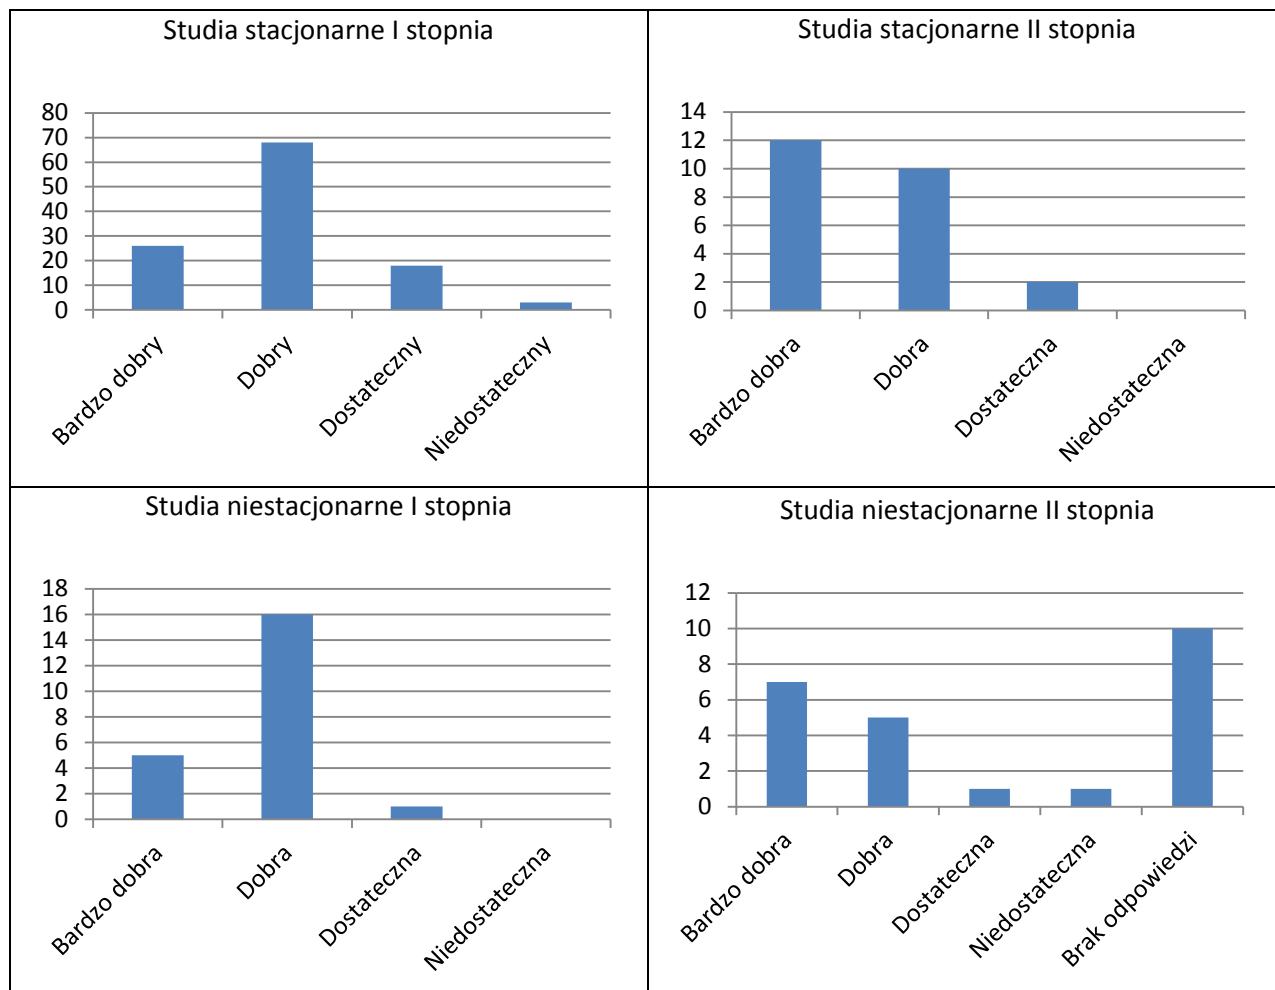 Studia stacjonarne I stopnia
80
70
60
50
40
30
20
10
0
Bardzo dobry
Dobry
Dostateczny
Niedostateczny
Studia stacjonarne II stopnia
14
12
10
8
6
4
2
0
Bardzo dobra
Dobra
Dostateczna
Niedostateczna
Studia niestacjonarne I stopnia
18
16
14
12
10
8
6
4
2
0
Bardzo dobra
Dobra
Dostateczna
Niedostateczna
Studia niestacjonarne II stopnia
12
10
8
6
4
2
0
Bardzo dobra
Dobra
Dostateczna
Niedostateczna
Brak odpowiedzi